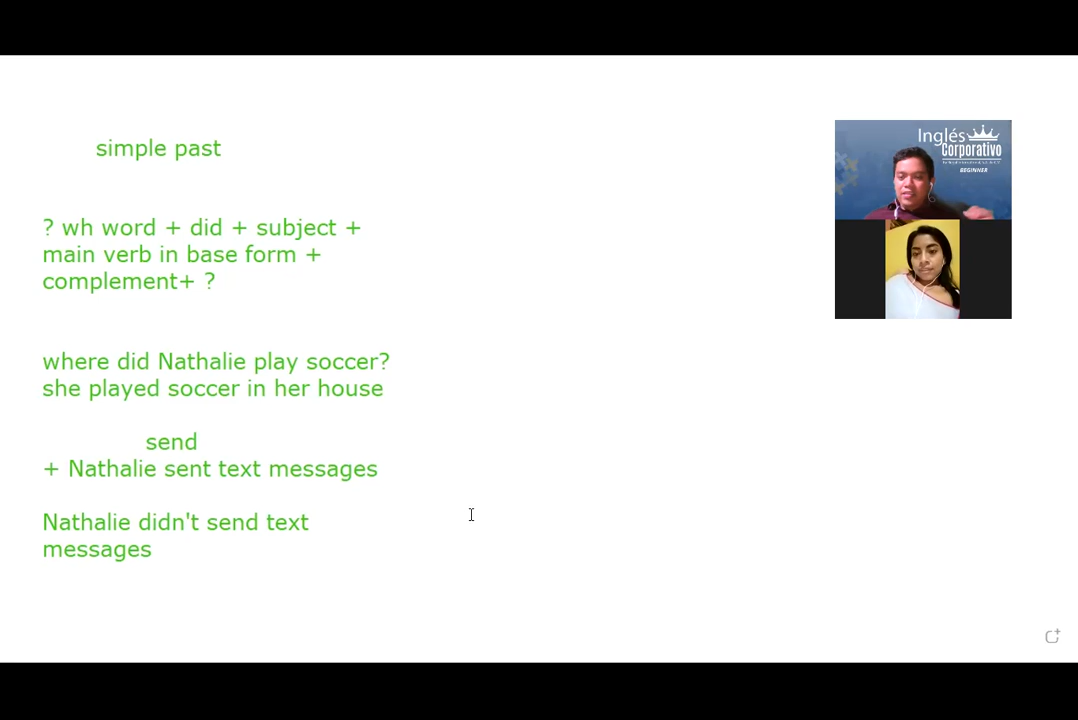 simple past
? wh word + did + subject +
main verb in base form +
complement+ ?
where did Nathalie play soccer?
she played soccer in her house
send
+ Nathalie sent text messages
Nathalie didn't send text
messages
Inglés
Corporativo
BEGINNER